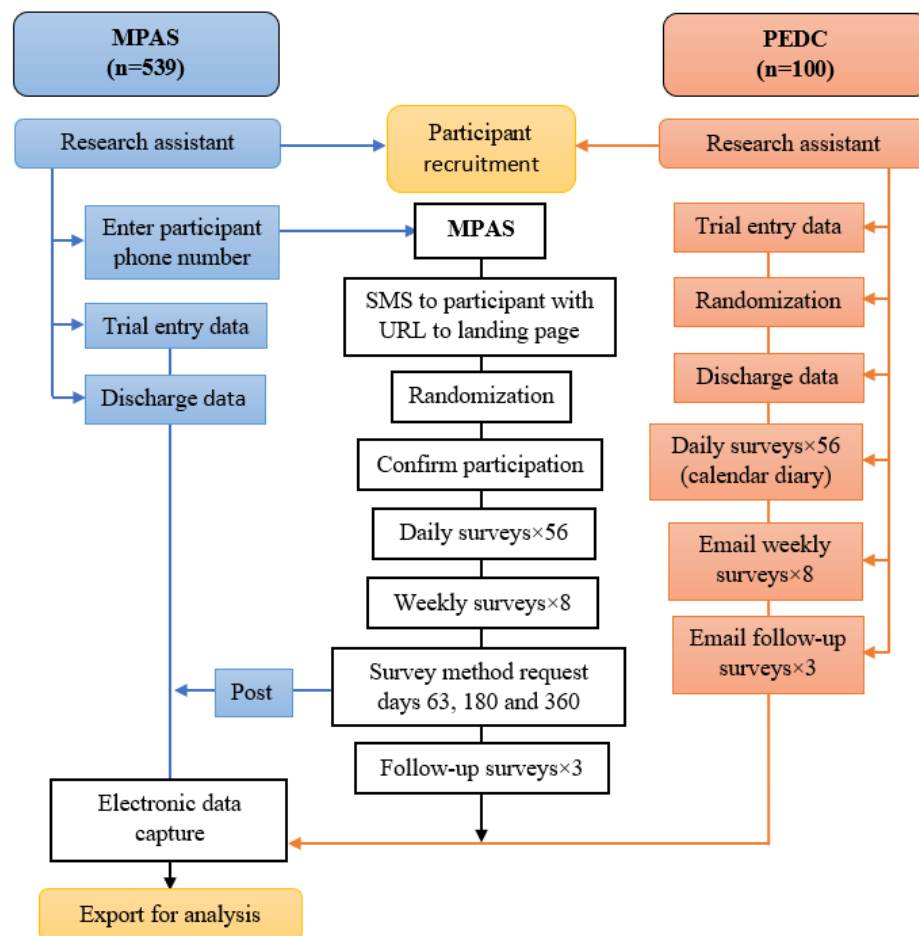 MPAS
(n=539)
PEDC
(n=100)
Research assistant
Participant
recruitment
Research assistant
Enter participant
phone number
MPAS
Trial entry data
SMS to participant with
URL to landing page
Trial entry data
Randomization
Discharge data
Randomization
Discharge data
Confirm participation
Daily surveys×56
(calendar diary)
Daily surveys×56
Email weekly
surveys×8
Weekly surveys×8
Email follow-up
surveys×3
Post
Survey method request
days 63, 180 and 360
Follow-up surveys×3
Electronic data
capture
Export for analysis